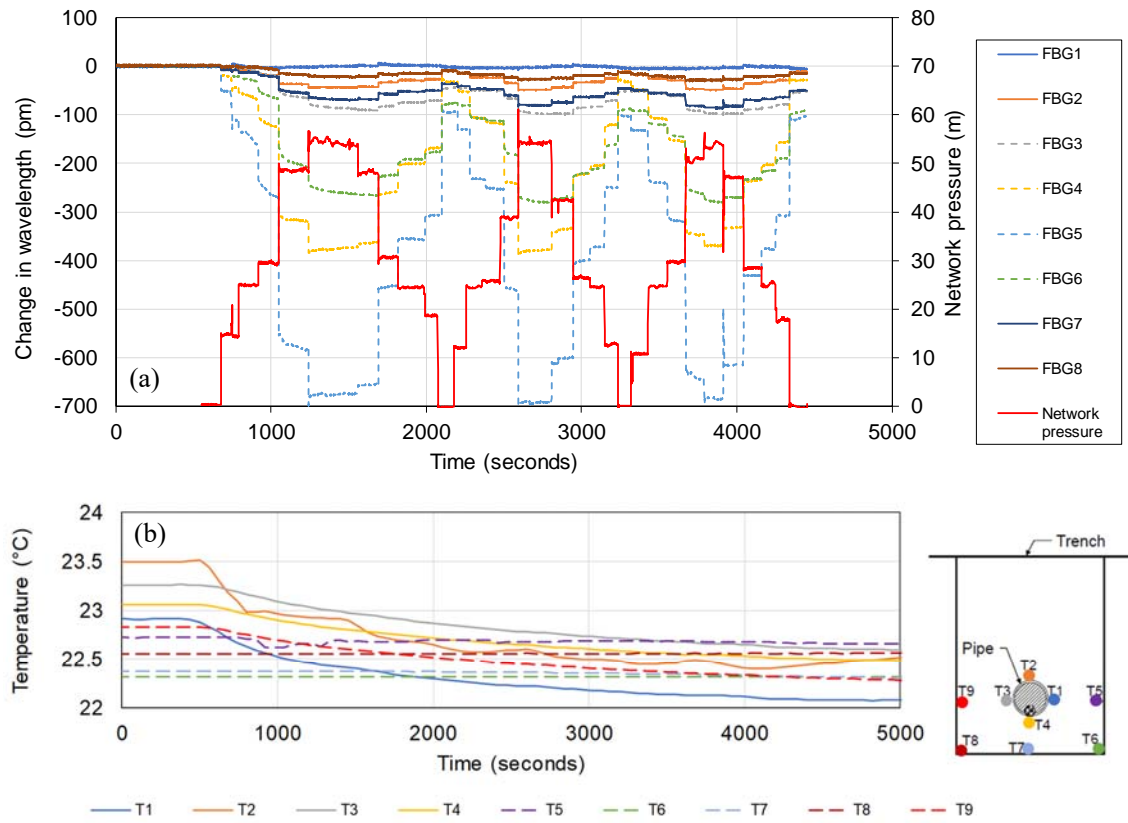 100
0
-100
-200
-300
-400
-500
-600
-700
Change in wavelength (pm)
(a)
0 1000 2000 3000 4000 5000
Time (seconds)
80
70
60
50
40
30
20
10
0
Network pressure (m)
FBG1
FBG2
FBG3
FBG4
FBG5
FBG6
FBG7
FBG8
Network
pressure
24
23.5
23
22.5
22
Temperature (°C)
(b)
0 1000 2000 3000 4000 5000
Time (seconds)
Trench
Pipe
T2
T9 T3 T1 T5
T4
T8 T7 T6
T1 T2 T3 T4 T5 T6 T7 T8 T9